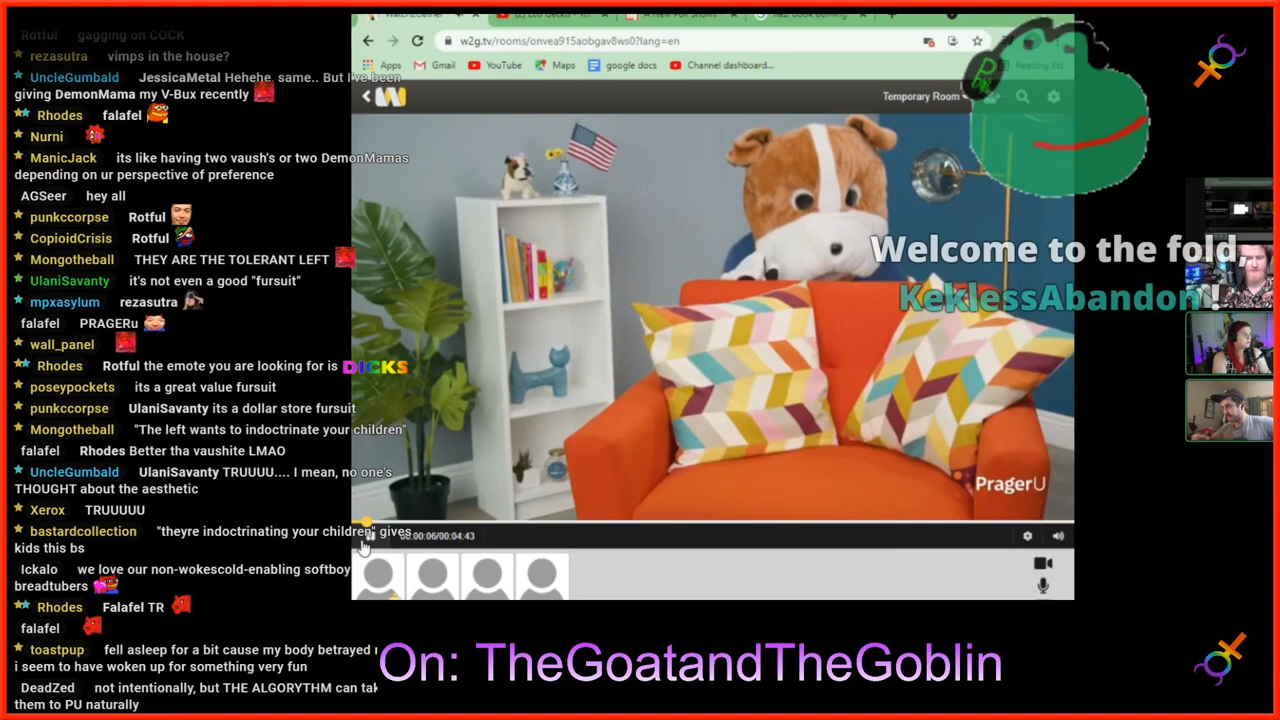 Rotful gagging on COCK
rezasutra vimps in the house?
UncleGumbald JessicaMetal Hehehe, same.. But I've been
giving DemonMama my V-Bux recently
Rhodes falafel
Nurni
ManicJack its like having two vaush's or two DemonMamas
depending on ur perspective of preference
AGSeer hey all
punkccorpse Rotful
CopioidCrisis Rotful
Mongotheball THEY ARE THE TOLERANT LEFT
UlaniSavanty it's not even a good "fursuit"
mpxasylum rezasutra
falafel PRAGERu
wall_panel
Rhodes Rotful the emote you are looking for is DICKS
poseypockets its a great value fursuit
punkccorpse UlaniSavanty its a dollar store fursuit
Mongotheball "The left wants to indoctrinate your children"
falafel Rhodes Better tha vaushite LMAO
UncleGumbald UlaniSavanty TRUUU.... I mean, no one's
THOUGHT about the aesthetic
Xerox TRUUUUU
bastardcollection "theyre indoctrinating your children" gives
kids this bs
Ickalo we love our non-wokescold-enabling softboy
breadtubers
Rhodes Falafel TR
falafel
toastpup fell asleep for a bit cause my body betrayed
i seem to have woken up for something very fun
DeadZed not intentionally, but THE ALGORYTHM can tak
them to PU naturally
w2g.tv/rooms/onvea915aobgav8ws0?lang=en
Apps Gmail YouTube Maps google docs Channel dashboard... Reading list
Temporary Room
Welcome to the fold,
KeklessAbandon!
PragerU
00:00:06/00:04:43
On: TheGoatandTheGoblin